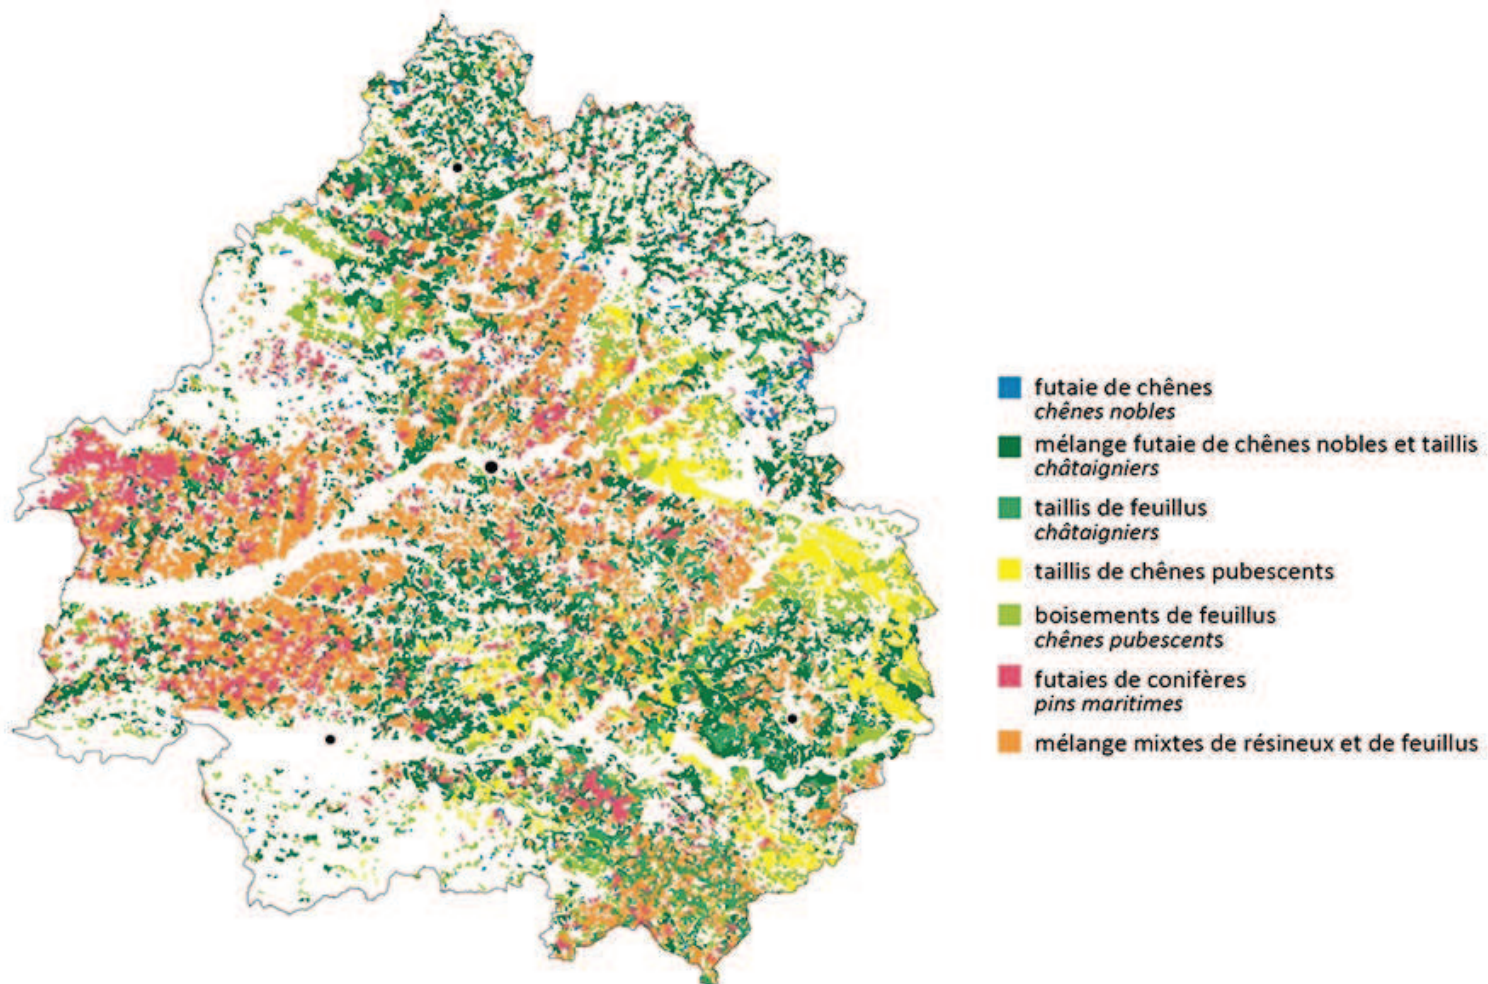 futaie de chênes
chênes nobles
mélange futaie de chênes nobles et taillis
châtaigniers
taillis de feuillus
châtaigniers
taillis de chênes pubescents
boisements de feuillus
chênes pubescents
futaies de conifères
pins maritimes
mélange mixtes de résineux et de feuillus